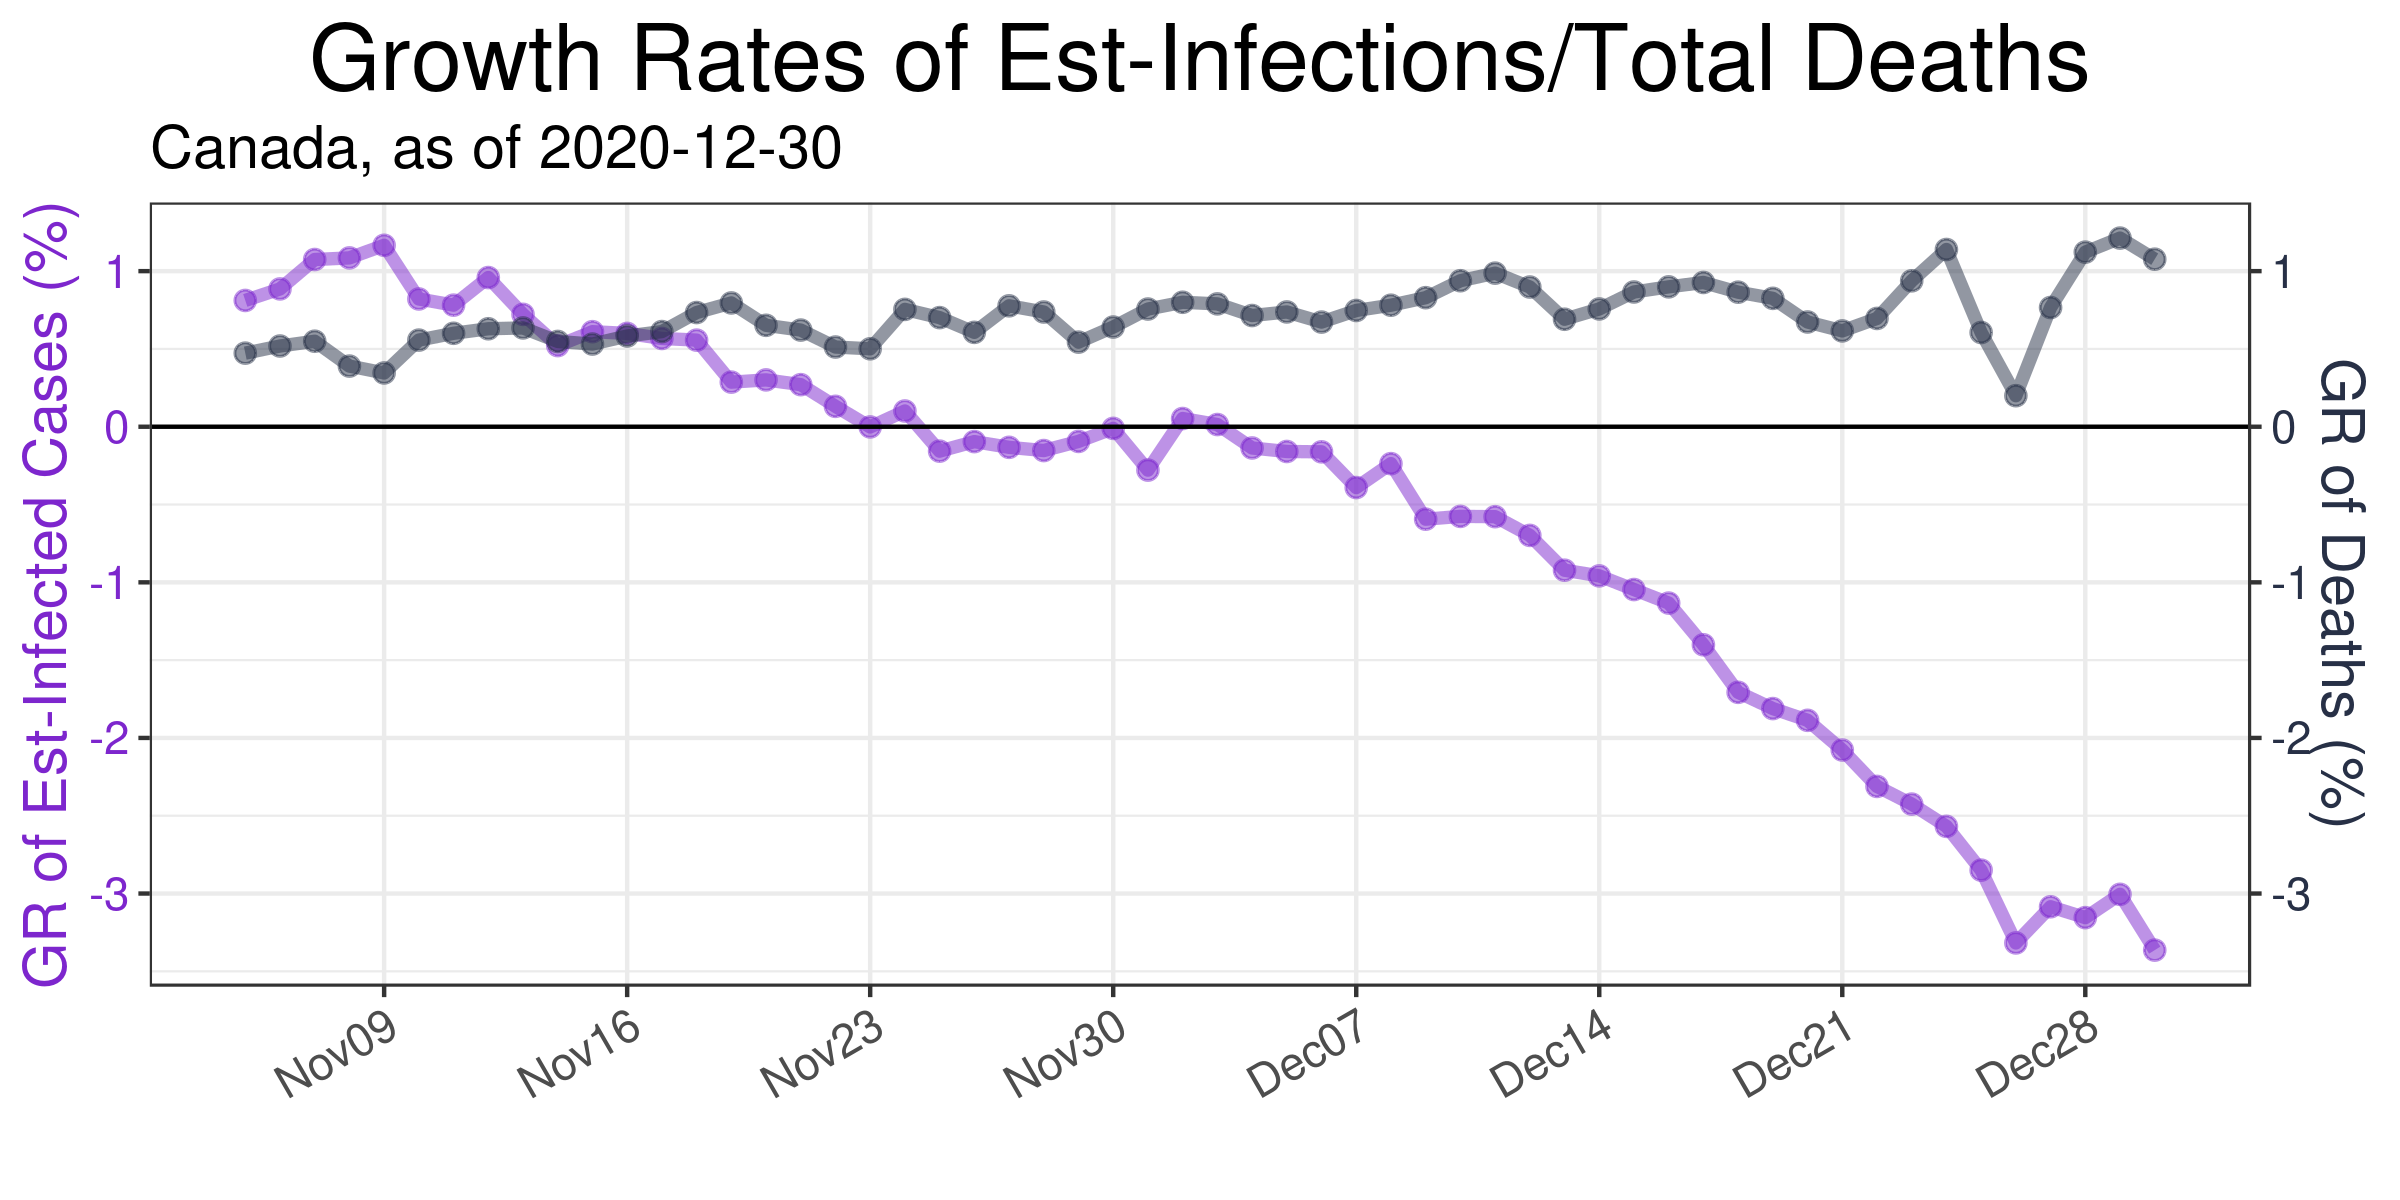 Growth Rates of Est-Infections/Total Deaths
Canada, as of 2020-12-30
GR of Est-Infected Cases (%)
1
0
-1
-2
-3
1
0
-1
-2
-3
GR of Deaths (%)
Nov09
Nov16
Nov23
Nov30
Dec07
Dec14
Dec21
Dec28